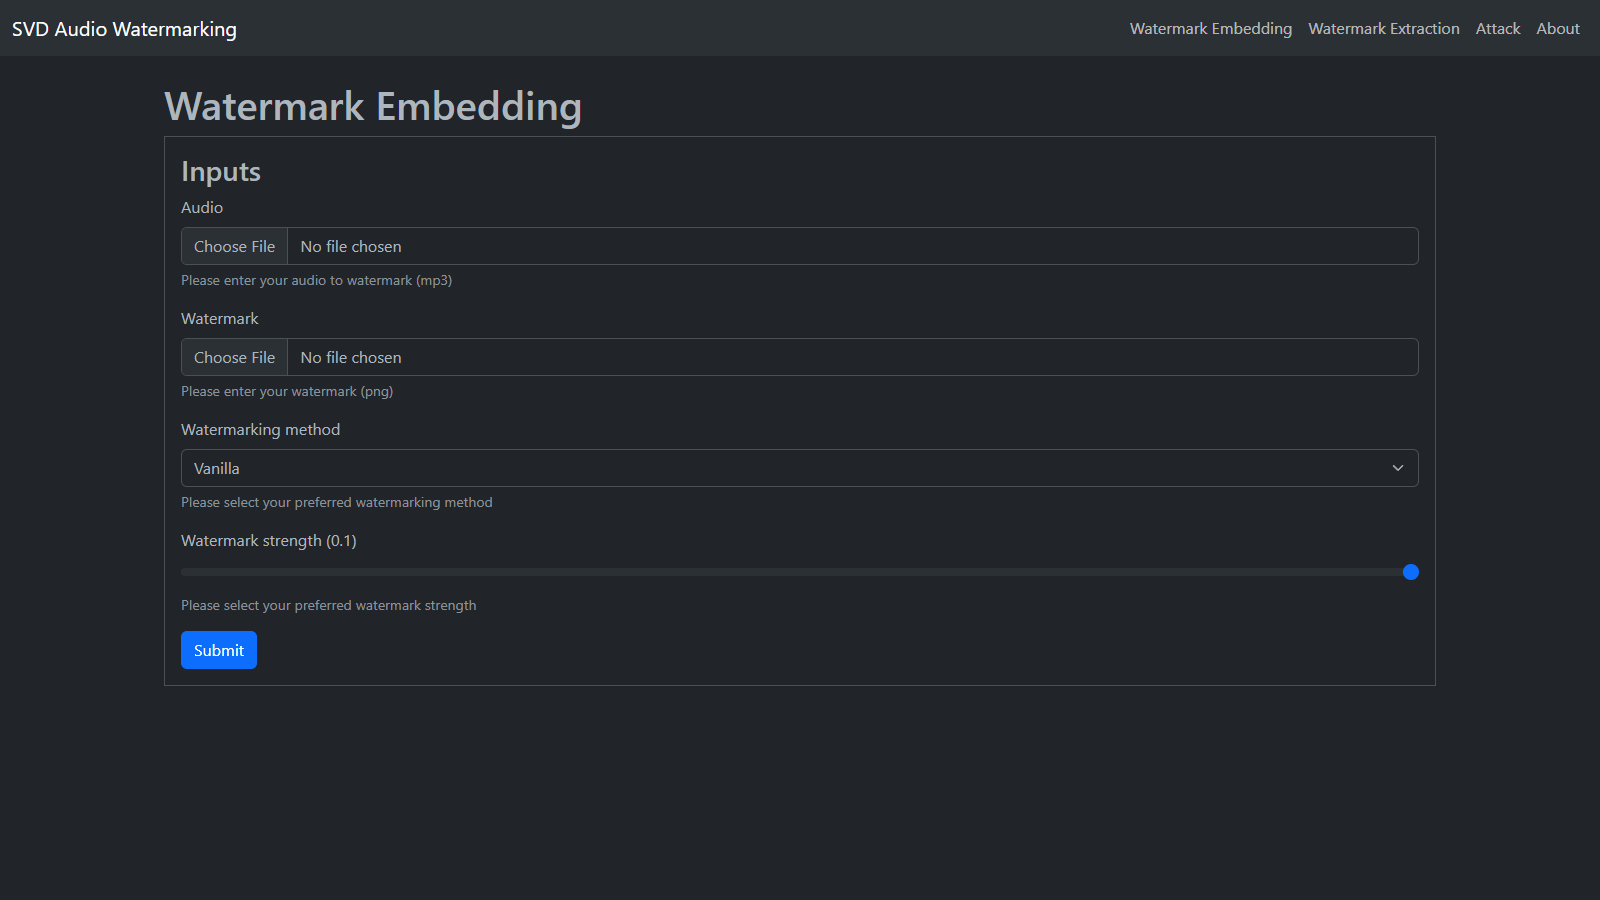 SVD Audio Watermarking
Watermark Embedding Watermark Extraction Attack About
Watermark Embedding
Inputs
Audio
Choose File No file chosen
Please enter your audio to watermark (mp3)
Watermark
Choose File No file chosen
Please enter your watermark (png)
Watermarking method
Vanilla
Please select your preferred watermarking method
Watermark strength (0.1)
Please select your preferred watermark strength
Submit